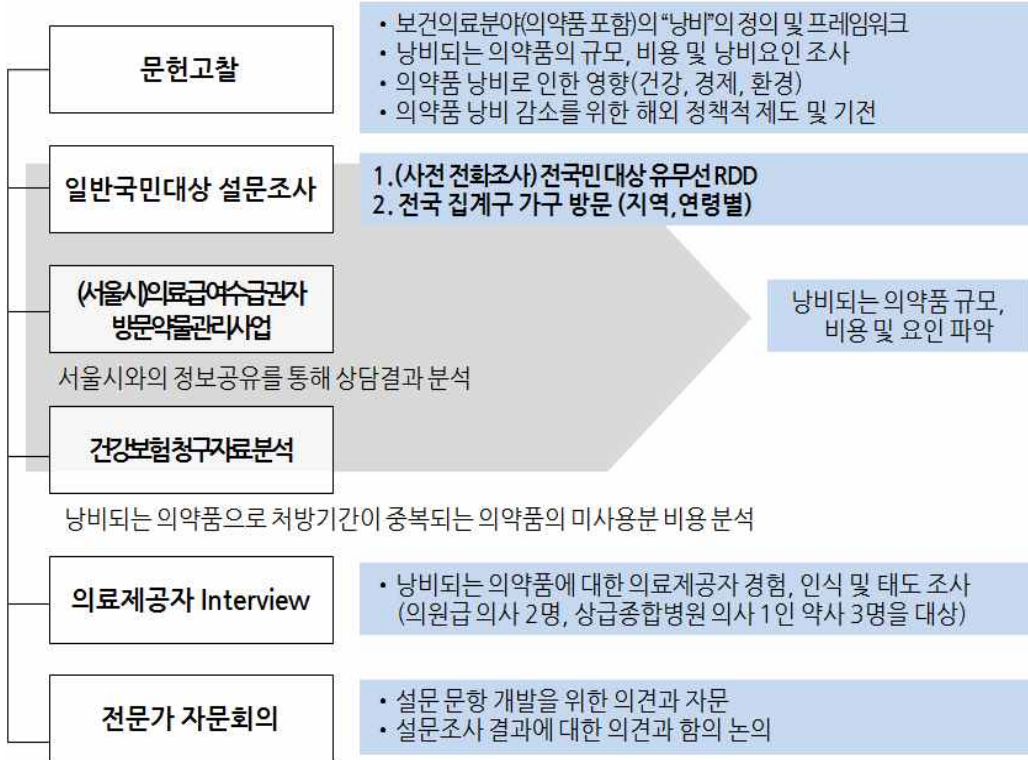 문헌고찰
• 보건의료분야(의약품 포함)의 “낭비”의 정의 및 프레임워크
• 낭비되는 의약품의 규모, 비용 및 낭비요인 조사
• 의약품 낭비로 인한 영향(건강, 경제, 환경)
• 의약품 낭비 감소를 위한 해외 정책적 제도 및 기전
일반국민대상 설문조사
1.(사전 전화조사) 전국민 대상 유무선 RDD
2. 전국 집계구 가구 방문 (지역,연령별)
(서울시)의료급여수급권자
방문약물관리사업
서울시와의 정보공유를 통해 상담결과 분석
낭비되는 의약품 규모,
비용 및 요인 파악
건강보험 청구자료 분석
낭비되는 의약품으로 처방기간이 중복되는 의약품의 미사용분 비용 분석
의료제공자 Interview
• 낭비되는 의약품에 대한 의료제공자 경험, 인식 및 태도 조사
(의원급 의사 2명, 상급종합병원 의사 1인 약사 3명을 대상)
전문가 자문회의
• 설문 문항 개발을 위한 의견과 자문
• 설문조사 결과에 대한 의견과 함의 논의